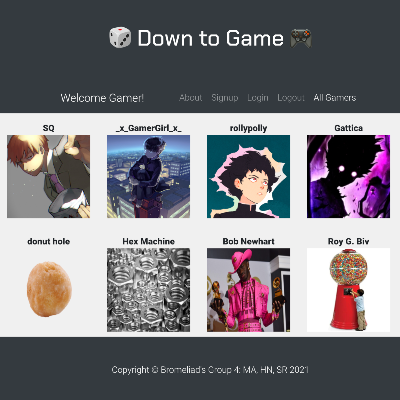 Down to Game
Welcome Gamer! About Signup Login Logout All Gamers
SQ _x_GamerGirl_x_ rollypolly Gattica
donut hole Hex Machine Bob Newhart Roy G. Biv
Copyright © Bromeliad's Group 4: MA, HN, SR 2021